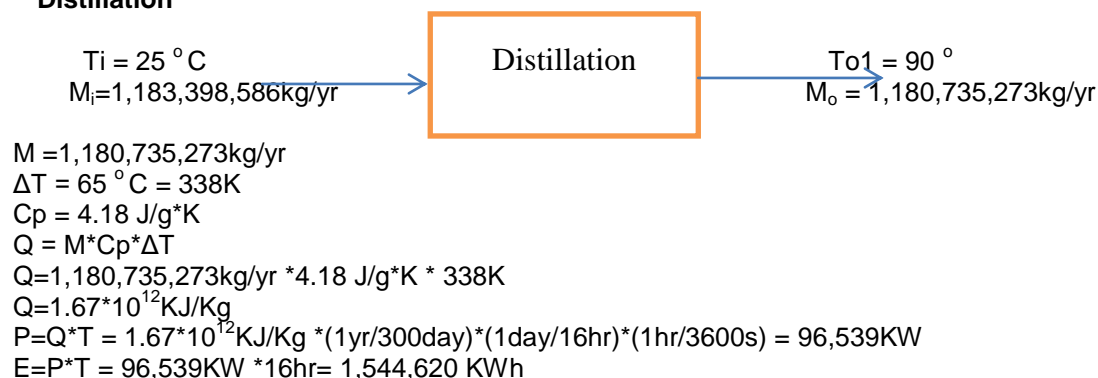 Distillation
Ti = 25 °C
Mi=1,183,398,586kg/yr
Distillation
To1 = 90 °
Mo = 1,180,735,273kg/yr
M =1,180,735,273kg/yr
ΔT = 65 °C = 338K
Cp = 4.18 J/g*K
Q = M*Cp*ΔT
Q=1,180,735,273kg/yr *4.18 J/g*K * 338K
Q=1.67*10^12KJ/Kg
P=Q*T = 1.67*10^12KJ/Kg *(1yr/300day)*(1day/16hr)*(1hr/3600s) = 96,539KW
E=P*T = 96,539KW *16hr= 1,544,620 KWh